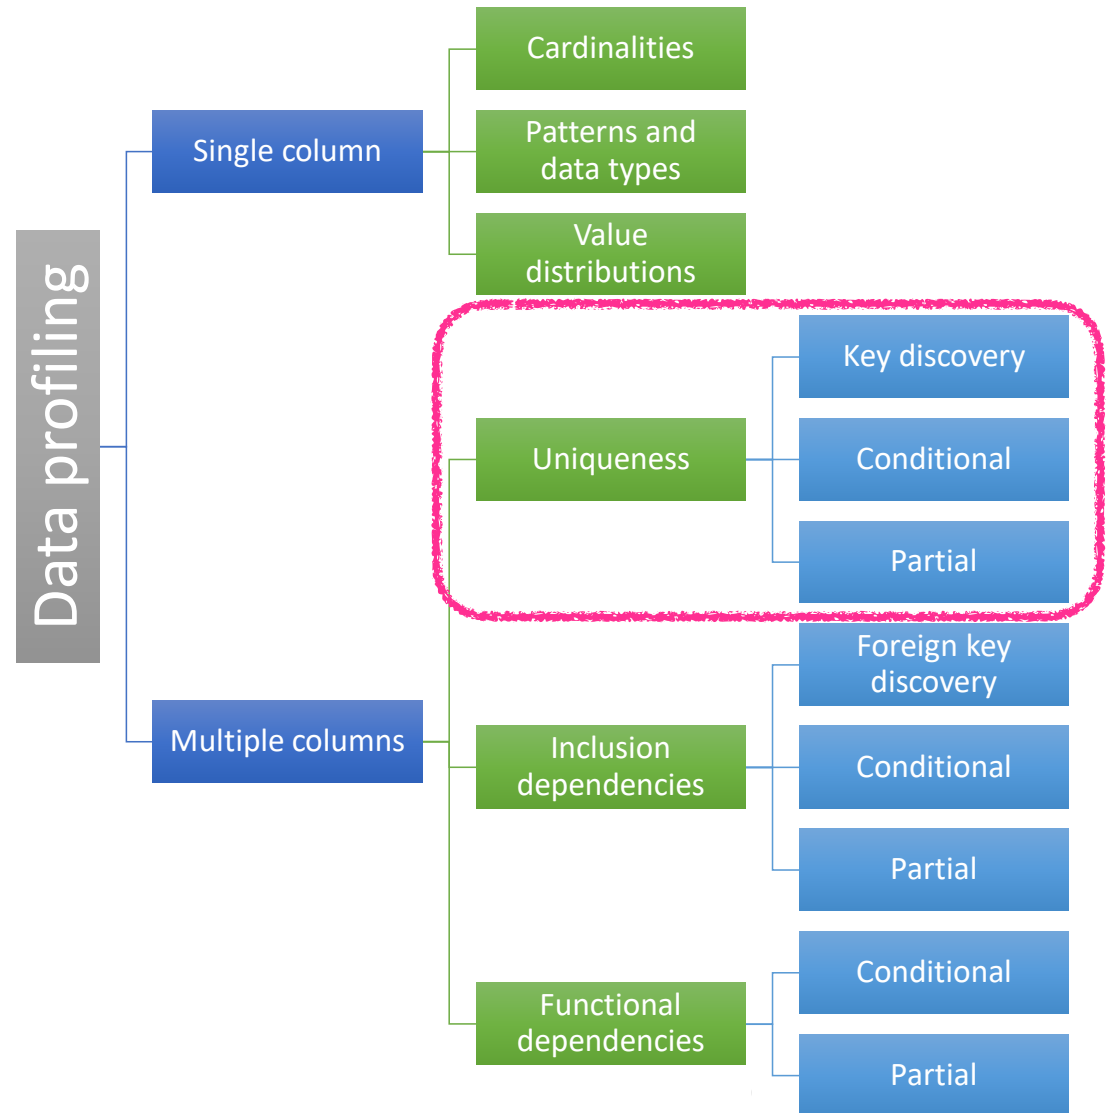 Data profiling
Single column
Cardinalities
Patterns and
data types
Value
distributions
Multiple columns
Uniqueness
Key discovery
Conditional
Partial
Inclusion
dependencies
Foreign key
discovery
Conditional
Partial
Functional
dependencies
Conditional
Partial